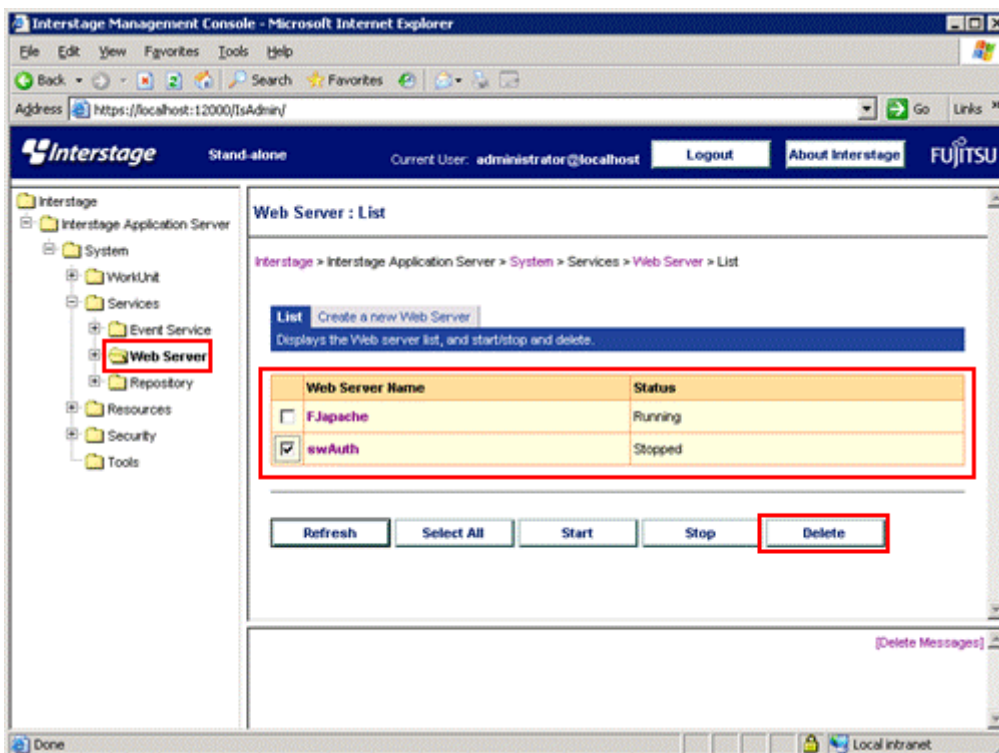 Interstage Management Console - Microsoft Internet Explorer
File Edit View Favorites Tools Help
Back Search Favorites
Address https://localhost:12000/IsAdmin/ Go Links »
Interstage Stand-alone Current User: administrator@localhost Logout About Interstage FUJITSU
Interstage
Interstage Application Server
System
WorkUnit
Services
Event Service
Web Server
Repository
Resources
Security
Tools
Web Server : List
Interstage > Interstage Application Server > System > Services > Web Server > List
List Create a new Web Server
Displays the Web server list, and start/stop and delete.
Web Server Name Status
FJapache Running
swAuth Stopped
Refresh Select All Start Stop Delete
[Delete Messages]
Done Local intranet